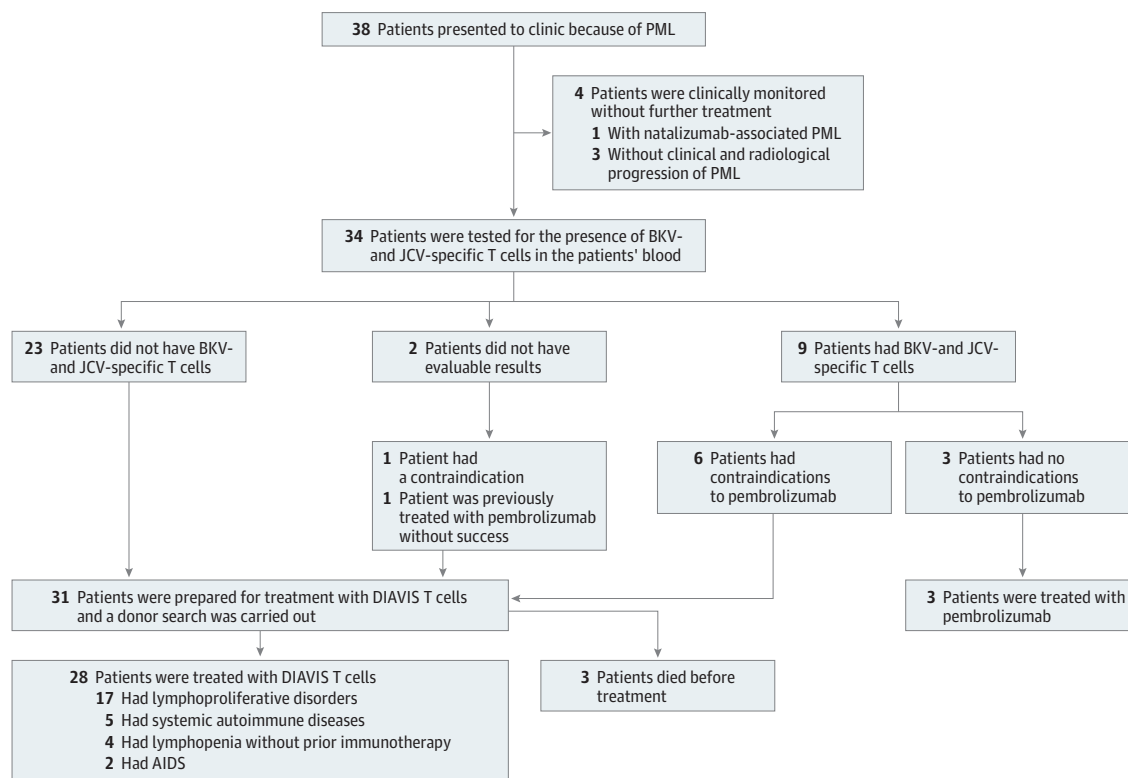 38 Patients presented to clinic because of PML
4 Patients were clinically monitored
without further treatment
1 With natalizumab-associated PML
3 Without clinical and radiological
progression of PML
34 Patients were tested for the presence of BKV-
and JCV-specific T cells in the patients' blood
23 Patients did not have BKV-
and JCV-specific T cells
2 Patients did not have
evaluable results
9 Patients had BKV-and JCV-
specific T cells
1 Patient had
a contraindication
1 Patient was previously
treated with pembrolizumab
without success
6 Patients had
contraindications
to pembrolizumab
3 Patients had no
contraindications
to pembrolizumab
31 Patients were prepared for treatment with DIAVIS T cells
and a donor search was carried out
3 Patients were treated with
pembrolizumab
28 Patients were treated with DIAVIS T cells
17 Had lymphoproliferative disorders
5 Had systemic autoimmune diseases
4 Had lymphopenia without prior immunotherapy
2 Had AIDS
3 Patients died before
treatment